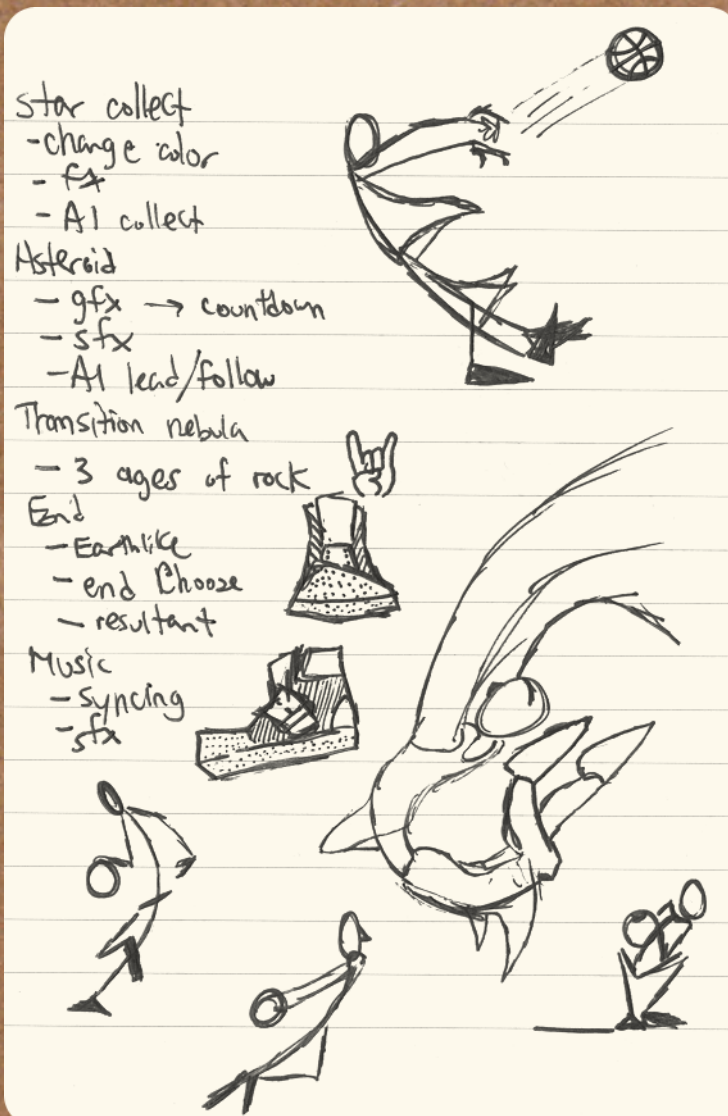 star collect
- change color
- fx
- AI collect
Asteroid
- gfx → countdown
- sfx
- AI lead/follow
Transition nebula
- 3 ages of rock
End
- Earthlike
- end Chooze
- resultant
Music
- syncing
- sfx